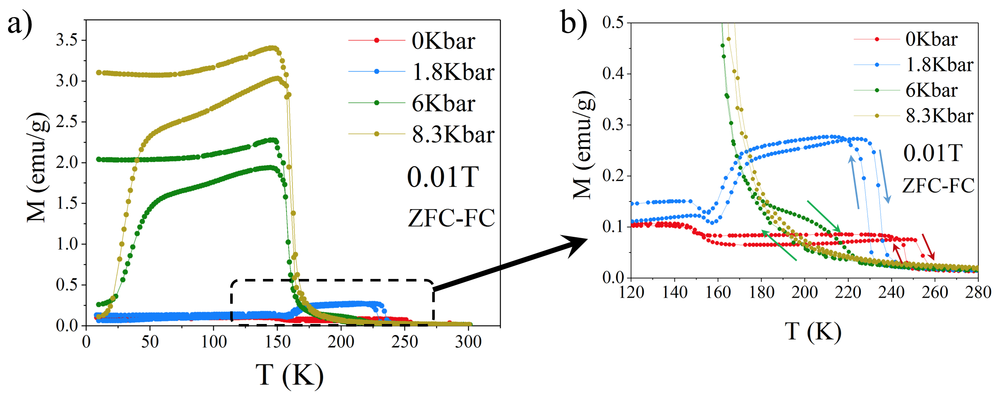 a)
3.5
3.0
2.5
2.0
1.5
1.0
0.5
0.0
M (emu/g)
0 50 100 150 200 250 300
T (K)
0Kbar
1.8Kbar
6Kbar
8.3Kbar
0.01T
ZFC-FC
b)
0.5
0.4
0.3
0.2
0.1
0.0
M (emu/g)
120 140 160 180 200 220 240 260 280
T (K)
0Kbar
1.8Kbar
6Kbar
8.3Kbar
0.01T
ZFC-FC